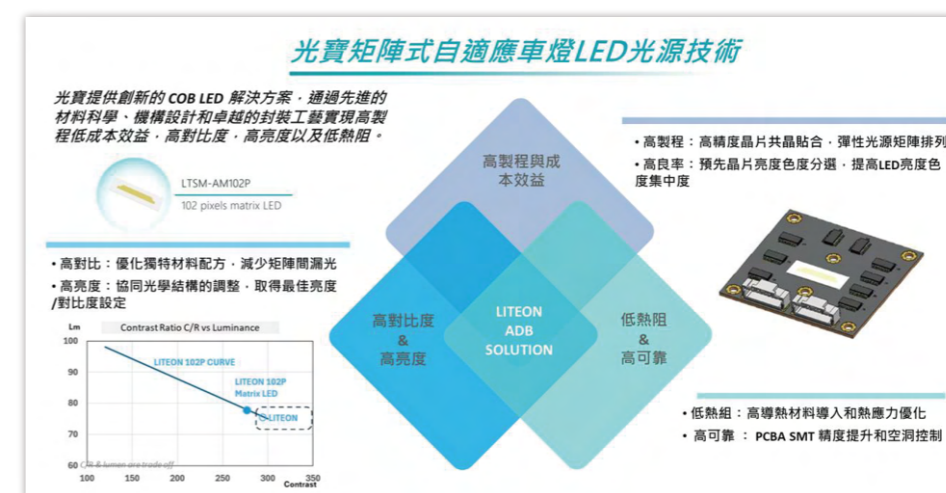 光寶矩陣式自適應車燈LED光源技術
光寶提供創新的 COB LED 解決方案，通過先進的
材料科學、機構設計和卓越的封裝工藝實現高製
程低成本效益，高對比度，高亮度以及低熱阻。
LTSM-AM102P
102 pixels matrix LED
• 高對比：優化獨特材料配方，減少矩陣間漏光
• 高亮度：協同光學結構的調整，取得最佳亮度
/對比度設定
Lm
Contrast Ratio C/R vs Luminance
100
90
80
70
60
LITEON 102P CURVE
LITEON 102P
Matrix LED
LITEON
C/R & lumen are trade off
100 150 200 250 300 350
Contrast
高製程與成
本效益
高對比度
&
高亮度
LITEON
ADB
SOLUTION
低熱阻
&
高可靠
• 高製程：高精度晶片共晶貼合，彈性光源矩陣排列
• 高良率：預先晶片亮度色度分選，提高LED亮度色
度集中度
• 低熱組：高導熱材料導入和熱應力優化
• 高可靠 ： PCBA SMT 精度提升和空洞控制